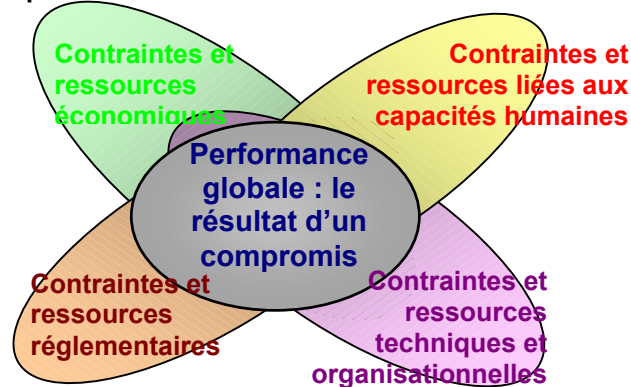 Contraintes et
ressources
économiques
Contraintes et
ressources liées aux
capacités humaines
Performance
globale : le
résultat d’un
compromis
Contraintes et
ressources
réglementaires
Contraintes et
ressources
techniques et
organisationnelles